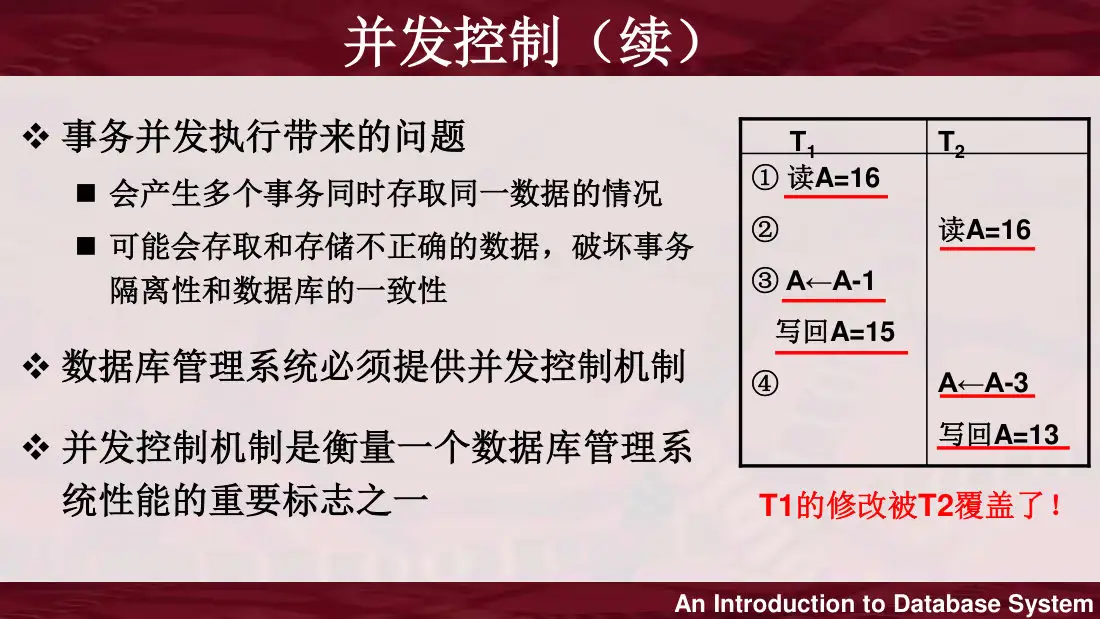 并发控制（续）
❖ 事务并发执行带来的问题
■ 会产生多个事务同时存取同一数据的情况
■ 可能会存取和存储不正确的数据，破坏事务
隔离性和数据库的一致性
❖ 数据库管理系统必须提供并发控制机制
❖ 并发控制机制是衡量一个数据库管理系
统性能的重要标志之一
T1 T2
① 读A=16
② 读A=16
③ A←A-1
写回A=15
④ A←A-3
写回A=13
T1的修改被T2覆盖了！
An Introduction to Database System